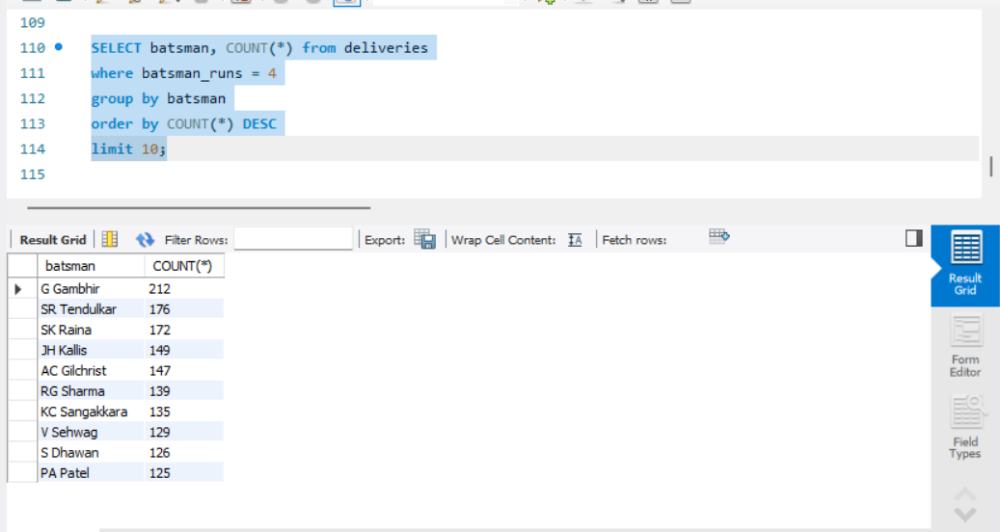 109
110 SELECT batsman, COUNT(*) from deliveries
111 where batsman_runs = 4
112 group by batsman
113 order by COUNT(*) DESC
114 limit 10;
115
Result Grid Filter Rows: Export: Wrap Cell Content: Fetch rows:
batsman COUNT(*)
G Gambhir 212
SR Tendulkar 176
SK Raina 172
JH Kallis 149
AC Gilchrist 147
RG Sharma 139
KC Sangakkara 135
V Sehwag 129
S Dhawan 126
PA Patel 125
Result
Grid
Form
Editor
Field
Types